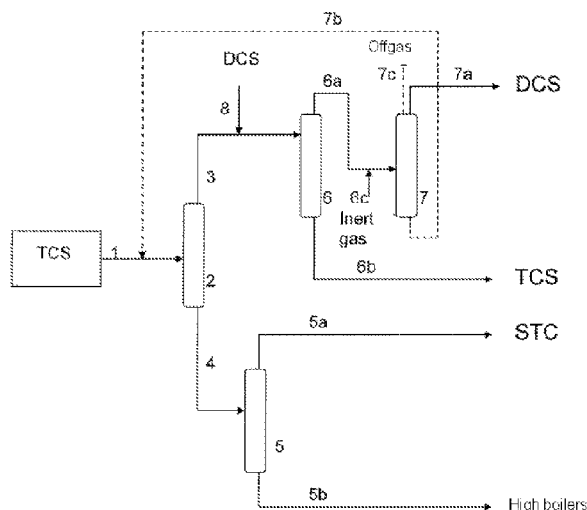 7b
Offgas
DCS
6a
7c
7a
DCS
8
3
6
6c
7
Inert
gas
TCS
1
6b
TCS
2
5a
STC
4
5
5b
High boilers